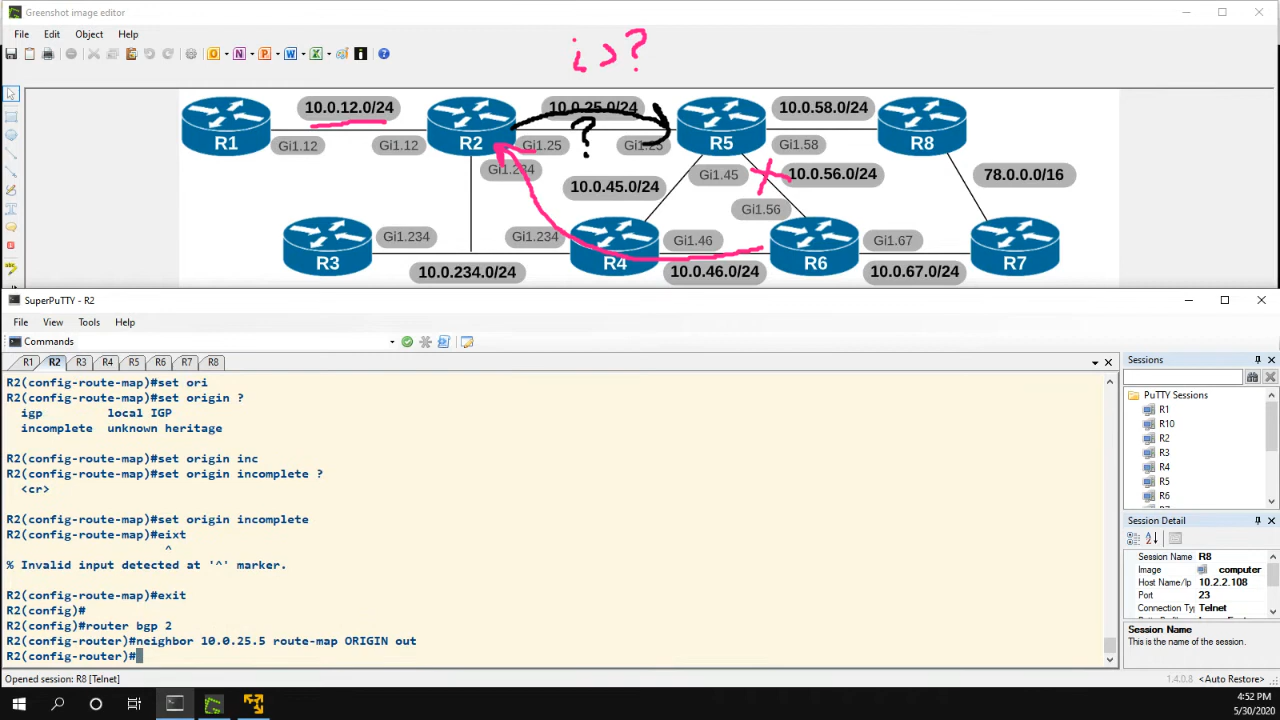 Greenshot image editor
File Edit Object Help
i>?
10.0.12.0/24
10.0.25.0/24
10.0.58.0/24
R1
R2
R5
R8
Gi1.12
Gi1.12
Gi1.25
Gi1.25
Gi1.58
?
Gi1.234
10.0.45.0/24
Gi1.45
10.0.56.0/24
78.0.0.0/16
Gi1.56
Gi1.234
Gi1.234
Gi1.46
Gi1.67
R3
R4
R6
R7
10.0.234.0/24
10.0.46.0/24
10.0.67.0/24
SuperPuTTY - R2
File View Tools Help
Commands
R1 R2 R3 R4 R5 R6 R7 R8
R2(config-route-map)#set ori
R2(config-route-map)#set origin ?
igp local IGP
incomplete unknown heritage
R2(config-route-map)#set origin inc
R2(config-route-map)#set origin incomplete ?
<cr>
R2(config-route-map)#set origin incomplete
R2(config-route-map)#eixt
^
% Invalid input detected at '^' marker.
R2(config-route-map)#exit
R2(config)#
R2(config)#router bgp 2
R2(config-router)#neighbor 10.0.25.5 route-map ORIGIN out
R2(config-router)#
Sessions
PuTTY Sessions
R1
R10
R2
R3
R4
R5
R6
Session Detail
Session Name R8
Image computer
Host Name/Ip 10.2.2.108
Port 23
Connection Ty Telnet
Session Name
This is the name of the session.
Opened session: R8 [Telnet]
1.4.0.8 <Auto Restore>
4:52 PM
5/30/2020